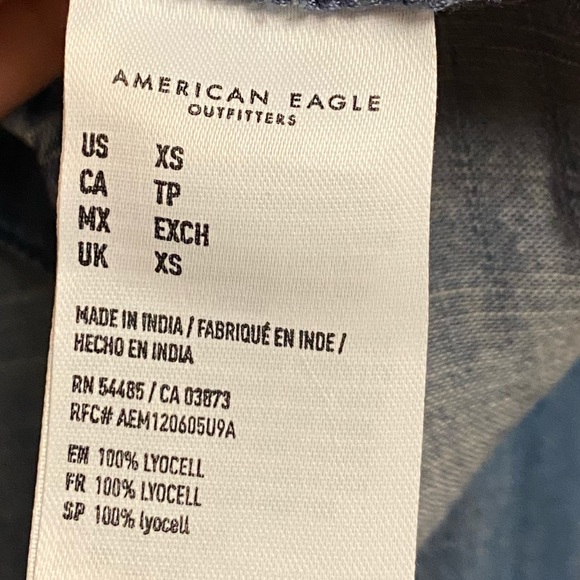 AMERICAN EAGLE
OUTFITTERS
US XS
CA TP
MX EXCH
UK XS
MADE IN INDIA / FABRIQUÉ EN INDE /
HECHO EN INDIA
RN 54485 / CA 03873
RFC# AEM120605U9A
EN 100% LYOCELL
FR 100% LYOCELL
SP 100% lyocell